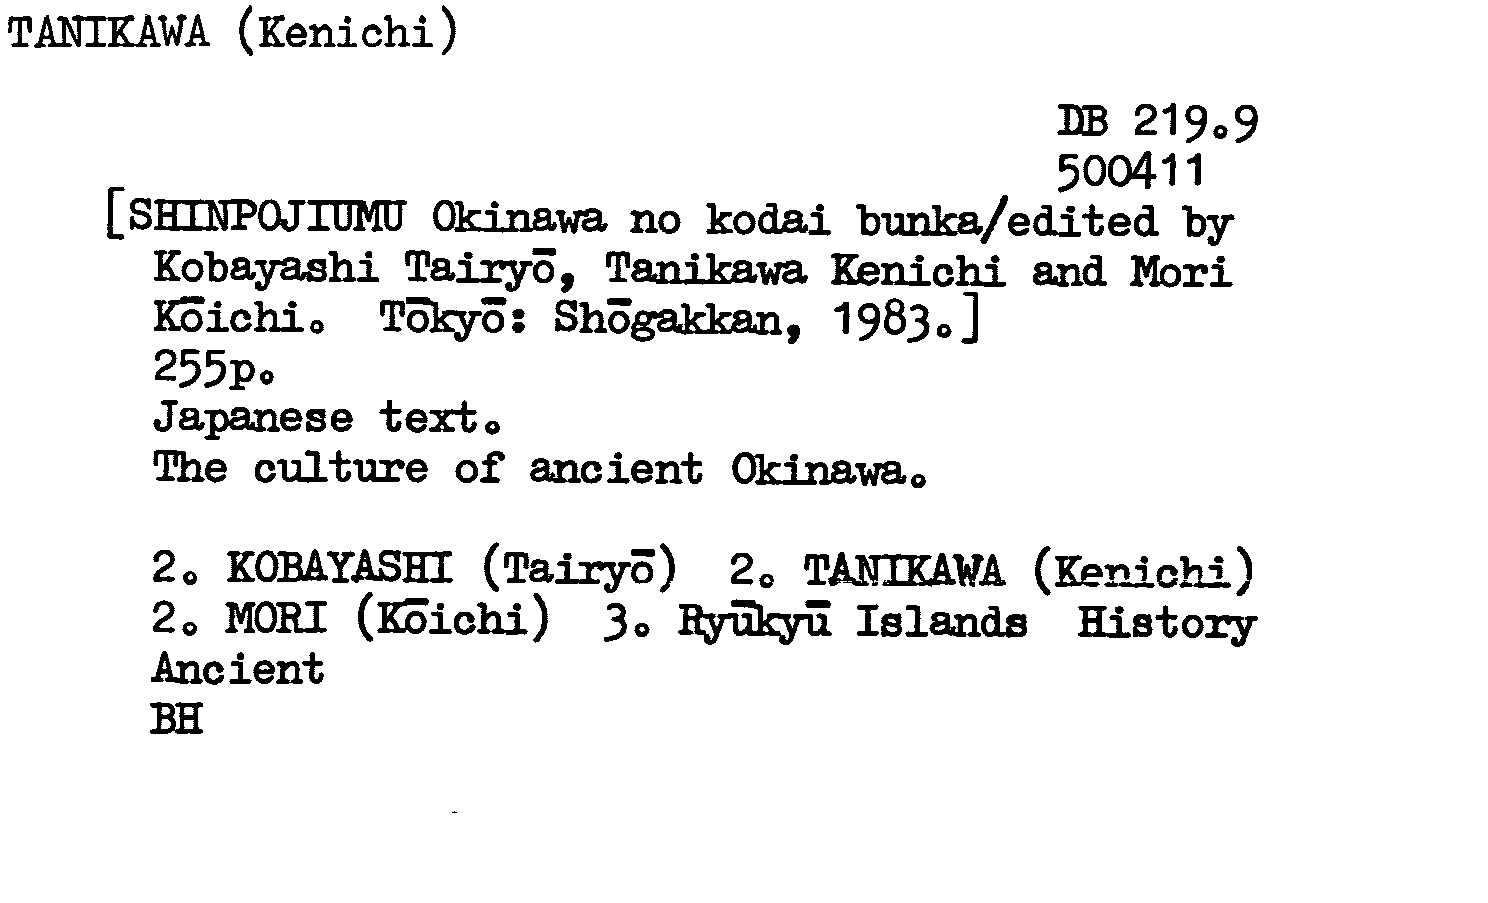 TANIKAWA (Kenichi)
DB 219.9
500411
[SHINPOJIUMU Okinawa no kodai bunka/edited by
Kobayashi Tairyō, Tanikawa Kenichi and Mori
Kōichi. Tōkyō: Shōgakkan, 1983.]
255p.
Japanese text.
The culture of ancient Okinawa.
2. KOBAYASHI (Tairyō) 2. TANIKAWA (Kenichi)
2. MORI (Kōichi) 3. Ryūkyū Islands History
Ancient
BH